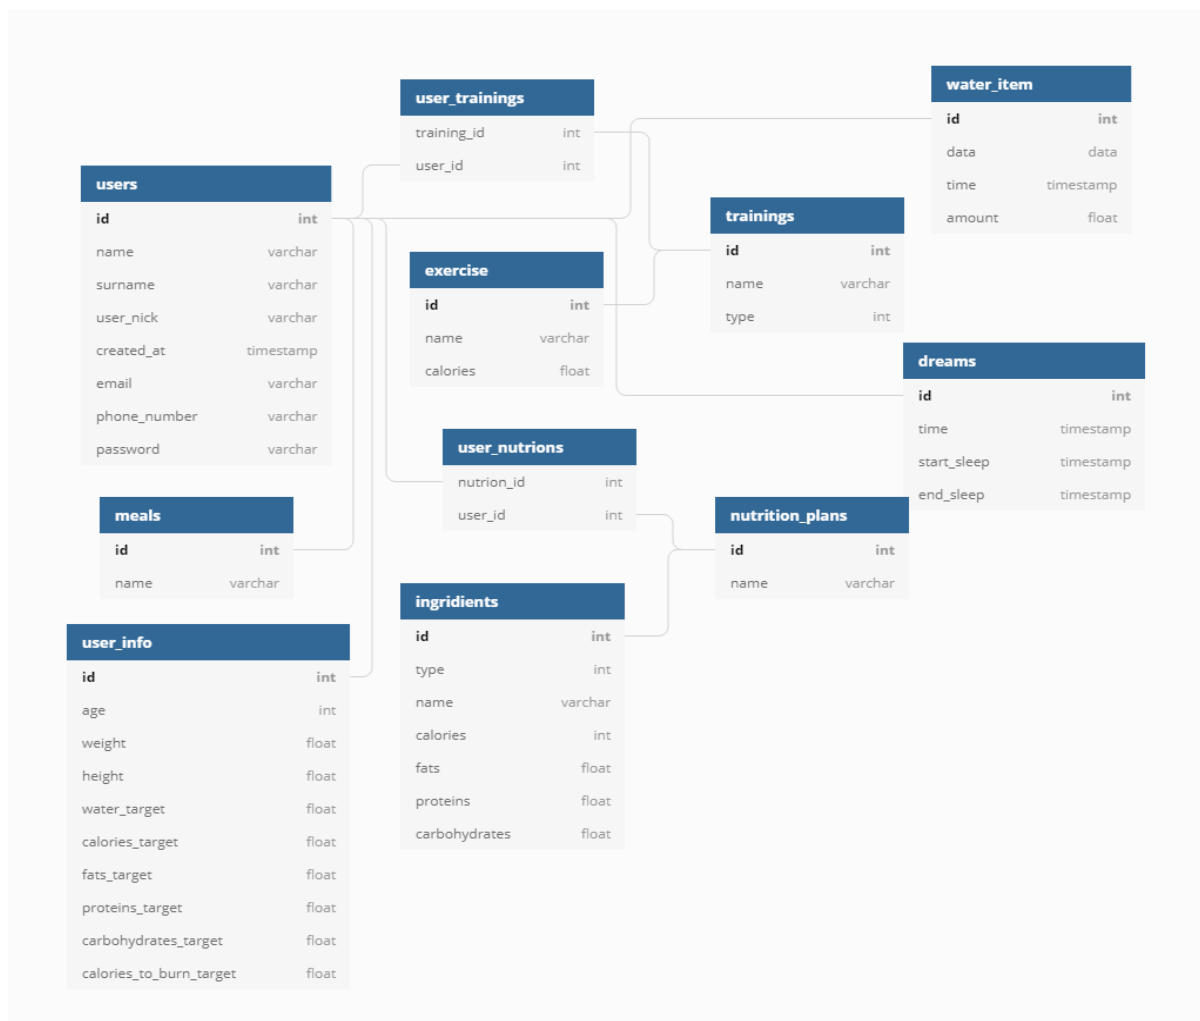 users
id int
name varchar
surname varchar
user_nick varchar
created_at timestamp
email varchar
phone_number varchar
password varchar
meals
id int
name varchar
user_info
id int
age int
weight float
height float
water_target float
calories_target float
fats_target float
proteins_target float
carbohydrates_target float
calories_to_burn_target float
user_trainings
training_id int
user_id int
exercise
id int
name varchar
calories float
user_nutrions
nutrion_id int
user_id int
ingridients
id int
type int
name varchar
calories int
fats float
proteins float
carbohydrates float
trainings
id int
name varchar
type int
nutrition_plans
id int
name varchar
water_item
id int
data data
time timestamp
amount float
dreams
id int
time timestamp
start_sleep timestamp
end_sleep timestamp